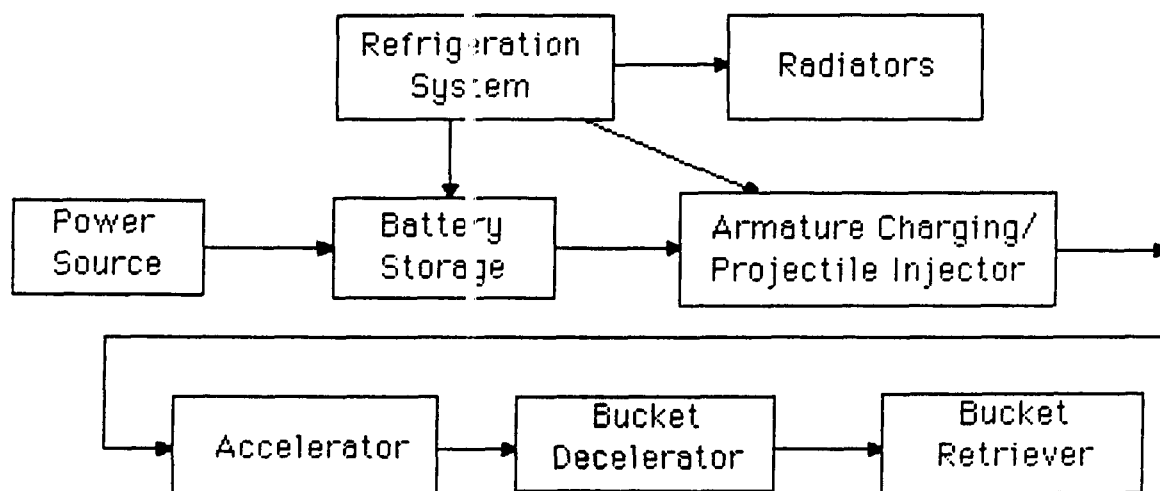 Refrigeration
System
Radiators
Power
Source
Battery
Storage
Armature Charging/
Projectile Injector
Accelerator
Bucket
Decelerator
Bucket
Retriever